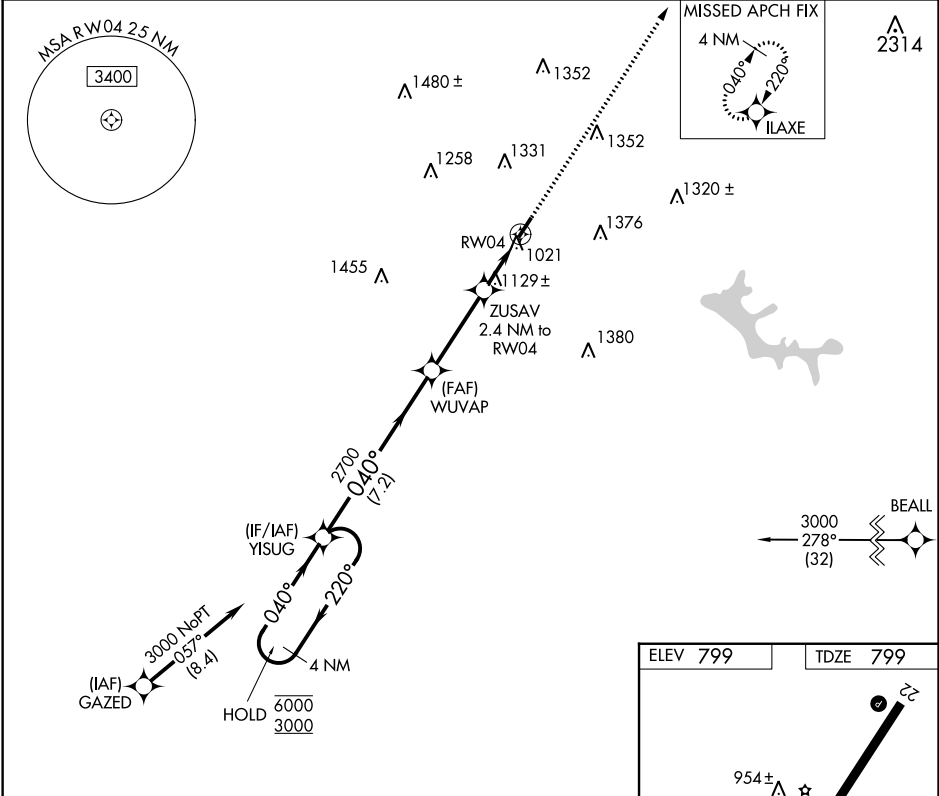 MSA RW04 25 NM
3400
MISSED APCH FIX
4 NM
040°
220°
ILAXE
2314
1480 ±
1352
1352
1258
1331
1320 ±
1376
RW04
1021
1455
1129 ±
ZUSAV
2.4 NM to
RW04
1380
(FAF)
WUVAP
2700
040°
(7.2)
(IF/IAF)
YISUG
BEALL
3000
278°
(32)
040°
220°
3000 NoPT
057°
(8.4)
4 NM
(IAF)
GAZED
HOLD
6000
3000
ELEV 799
TDZE 799
P
22
954 ±